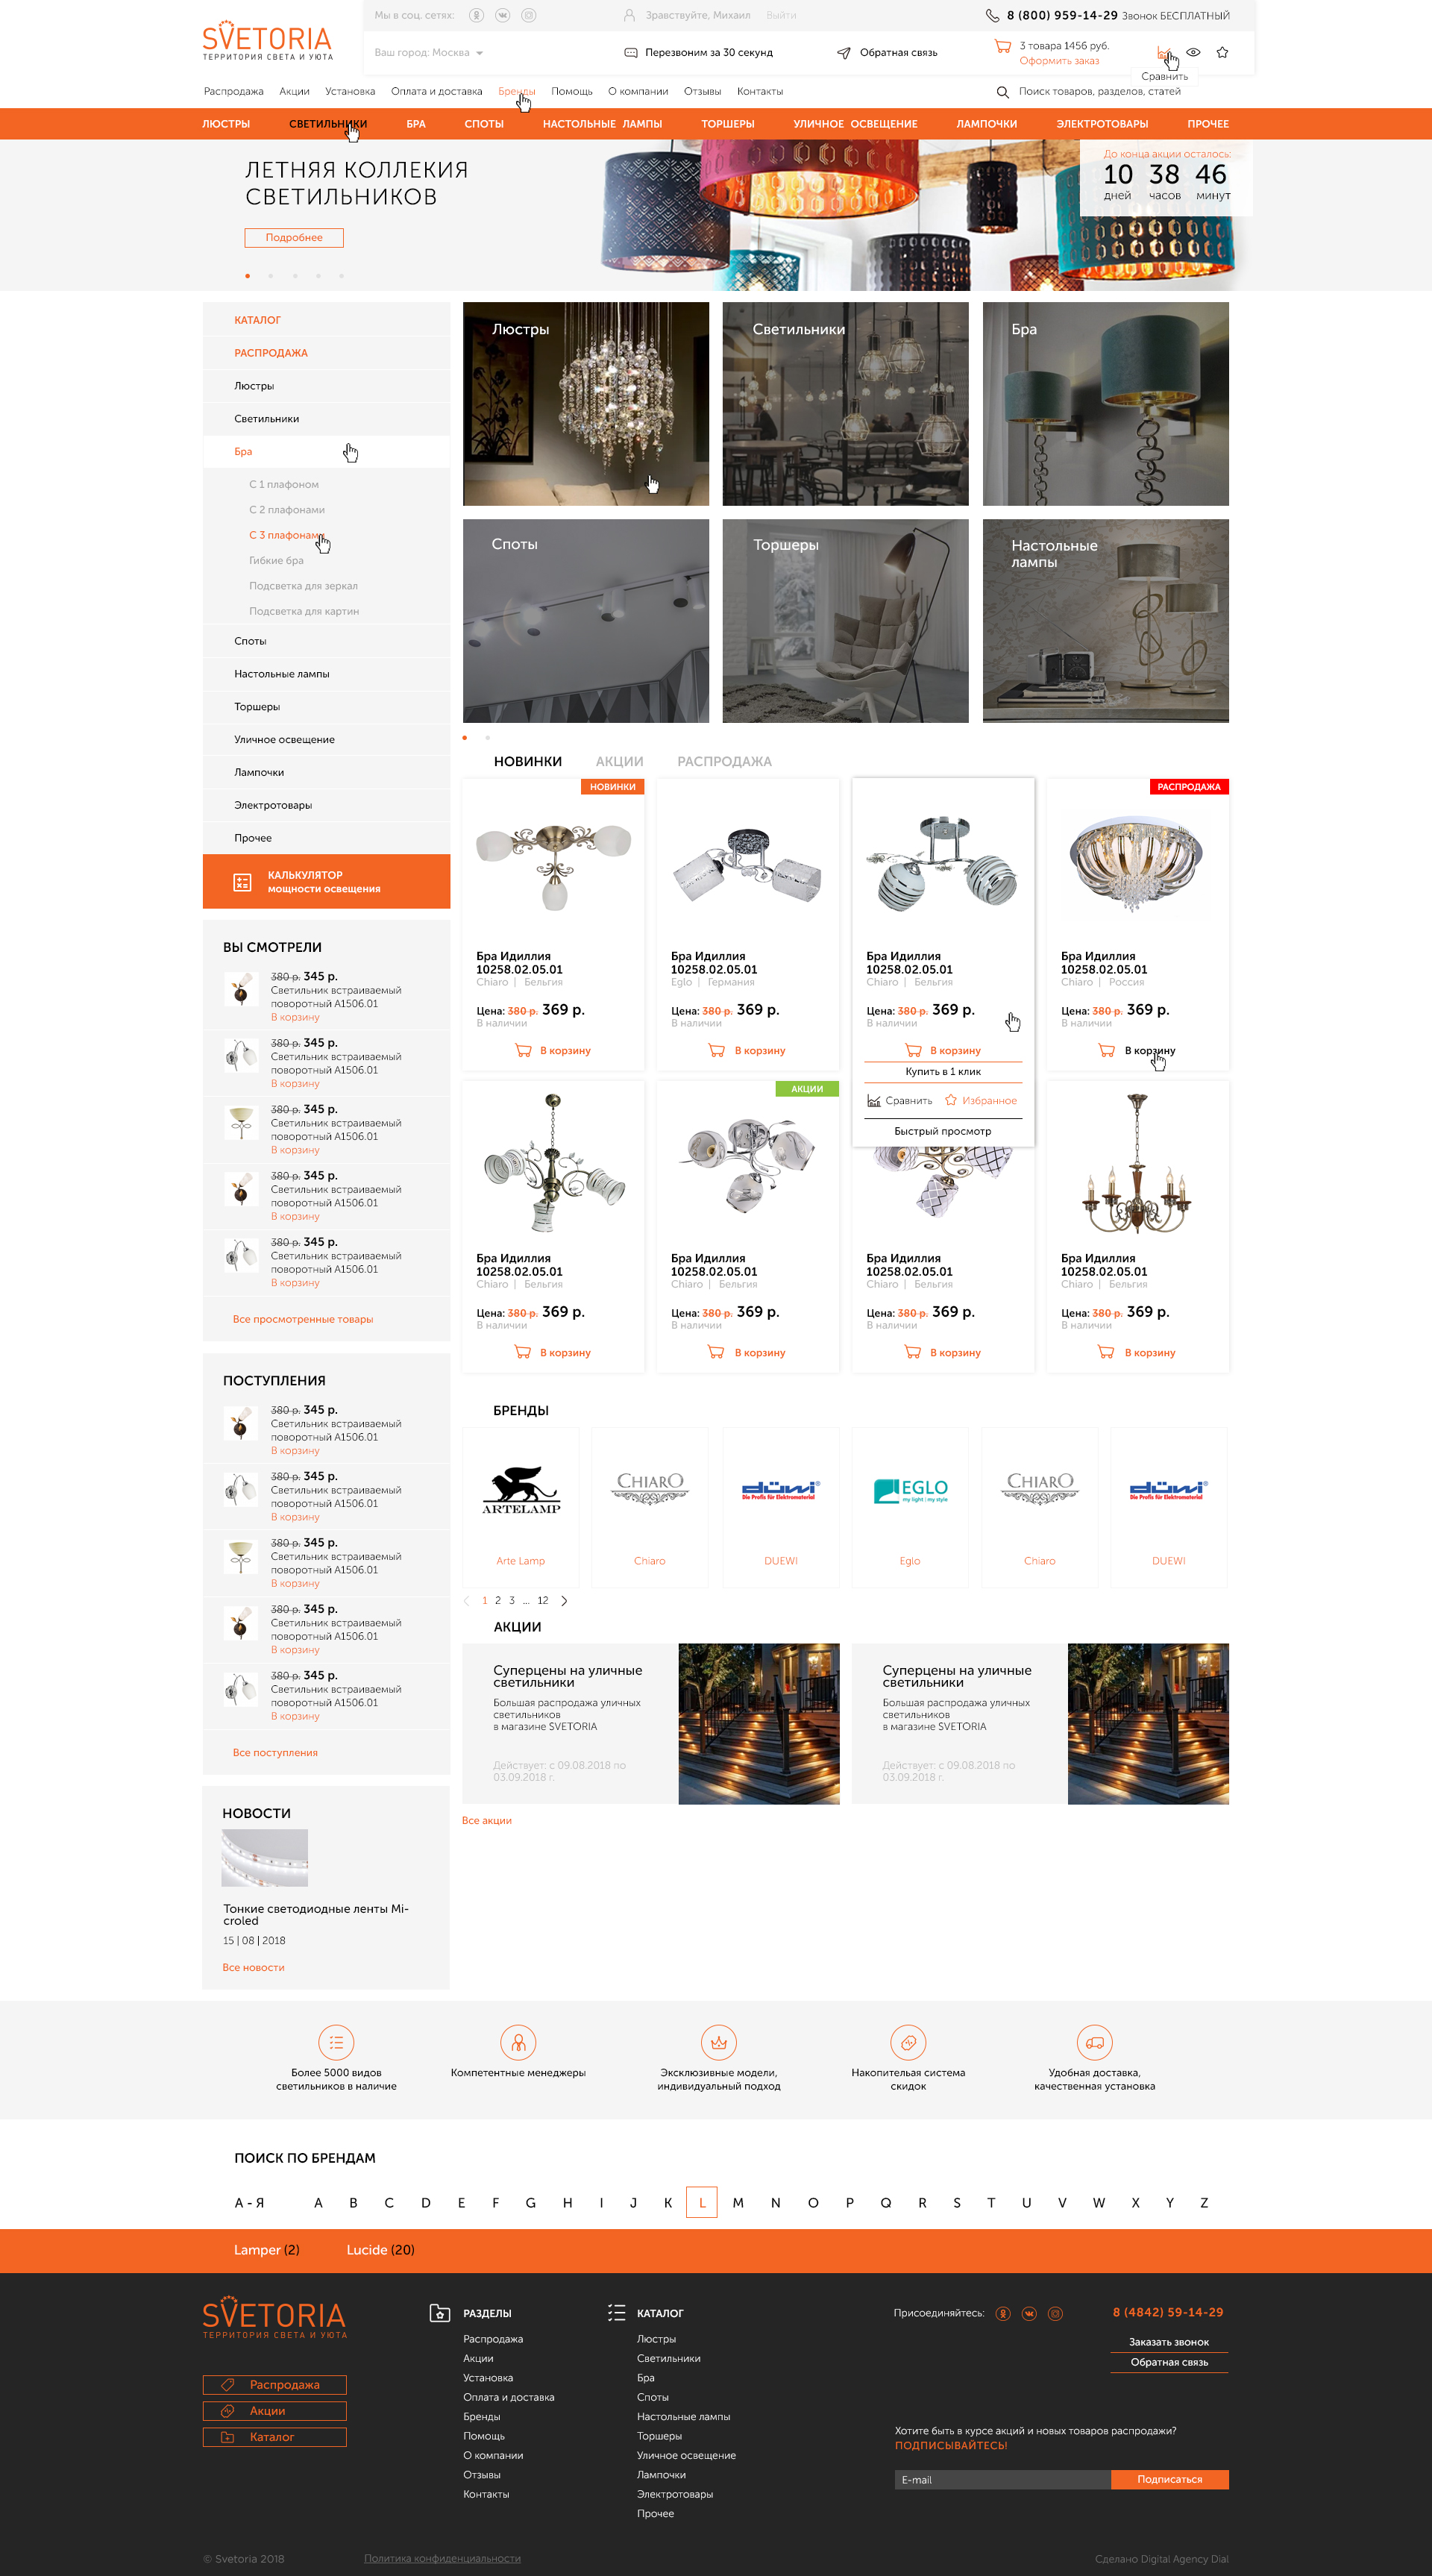 SVETORIA
ТЕРРИТОРИЯ СВЕТА И УЮТА
Мы в соц. сетях:
Здравствуйте, Михаил Выйти
8 (800) 959-14-29 Звонок БЕСПЛАТНЫЙ
Ваш город: Москва
Перезвоним за 30 секунд
Обратная связь
3 товара 1456 руб.
Оформить заказ
Сравнить
Распродажа Акции Установка Оплата и доставка Бренды Помощь О компании Отзывы Контакты
Поиск товаров, разделов, статей
ЛЮСТРЫ СВЕТИЛЬНИКИ БРА СПОТЫ НАСТОЛЬНЫЕ ЛАМПЫ ТОРШЕРЫ УЛИЧНОЕ ОСВЕЩЕНИЕ ЛАМПОЧКИ ЭЛЕКТРОТОВАРЫ ПРОЧЕЕ
ЛЕТНЯЯ КОЛЛЕКИЯ
СВЕТИЛЬНИКОВ
Подробнее
До конца акции осталось:
10 38 46
дней часов минут
КАТАЛОГ
РАСПРОДАЖА
Люстры
Светильники
Бра
С 1 плафоном
С 2 плафонами
С 3 плафонами
Гибкие бра
Подсветка для зеркал
Подсветка для картин
Споты
Настольные лампы
Торшеры
Уличное освещение
Лампочки
Электротовары
Прочее
КАЛЬКУЛЯТОР
мощности освещения
ВЫ СМОТРЕЛИ
380 р. 345 р.
Светильник встраиваемый
поворотный A1506.01
В корзину
380 р. 345 р.
Светильник встраиваемый
поворотный A1506.01
В корзину
380 р. 345 р.
Светильник встраиваемый
поворотный A1506.01
В корзину
380 р. 345 р.
Светильник встраиваемый
поворотный A1506.01
В корзину
380 р. 345 р.
Светильник встраиваемый
поворотный A1506.01
В корзину
Все просмотренные товары
ПОСТУПЛЕНИЯ
380 р. 345 р.
Светильник встраиваемый
поворотный A1506.01
В корзину
380 р. 345 р.
Светильник встраиваемый
поворотный A1506.01
В корзину
380 р. 345 р.
Светильник встраиваемый
поворотный A1506.01
В корзину
380 р. 345 р.
Светильник встраиваемый
поворотный A1506.01
В корзину
380 р. 345 р.
Светильник встраиваемый
поворотный A1506.01
В корзину
Все поступления
НОВОСТИ
Тонкие светодиодные ленты Mi-
croled
15 | 08 | 2018
Все новости
Люстры
Светильники
Бра
Споты
Торшеры
Настольные
лампы
НОВИНКИ АКЦИИ РАСПРОДАЖА
НОВИНКИ
Бра Идиллия
10258.02.05.01
Chiaro | Бельгия
Цена: 380 р. 369 р.
В наличии
В корзину
Бра Идиллия
10258.02.05.01
Eglo | Германия
Цена: 380 р. 369 р.
В наличии
В корзину
Бра Идиллия
10258.02.05.01
Chiaro | Бельгия
Цена: 380 р. 369 р.
В наличии
В корзину
Купить в 1 клик
Сравнить Избранное
Быстрый просмотр
РАСПРОДАЖА
Бра Идиллия
10258.02.05.01
Chiaro | Россия
Цена: 380 р. 369 р.
В наличии
В корзину
Бра Идиллия
10258.02.05.01
Chiaro | Бельгия
Цена: 380 р. 369 р.
В наличии
В корзину
АКЦИИ
Бра Идиллия
10258.02.05.01
Chiaro | Бельгия
Цена: 380 р. 369 р.
В наличии
В корзину
Бра Идиллия
10258.02.05.01
Chiaro | Бельгия
Цена: 380 р. 369 р.
В наличии
В корзину
Бра Идиллия
10258.02.05.01
Chiaro | Бельгия
Цена: 380 р. 369 р.
В наличии
В корзину
БРЕНДЫ
ARTELAMP
Arte Lamp
CHIARO
Chiaro
düwi
Die Profis für Elektromaterial
DUEWI
EGLO
my light : my style
Eglo
CHIARO
Chiaro
düwi
Die Profis für Elektromaterial
DUEWI
1 2 3 ... 12
АКЦИИ
Суперцены на уличные
светильники
Большая распродажа уличных
светильников
в магазине SVETORIA
Действует: с 09.08.2018 по
03.09.2018 г.
Суперцены на уличные
светильники
Большая распродажа уличных
светильников
в магазине SVETORIA
Действует: с 09.08.2018 по
03.09.2018 г.
Все акции
Более 5000 видов
светильников в наличие
Компетентные менеджеры
Эксклюзивные модели,
индивидуальный подход
Накопительая система
скидок
Удобная доставка,
качественная установка
ПОИСК ПО БРЕНДАМ
А - Я A B C D E F G H I J K L M N O P Q R S T U V W X Y Z
Lamper (2) Lucide (20)
SVETORIA
ТЕРРИТОРИЯ СВЕТА И УЮТА
Распродажа
Акции
Каталог
РАЗДЕЛЫ
Распродажа
Акции
Установка
Оплата и доставка
Бренды
Помощь
О компании
Отзывы
Контакты
КАТАЛОГ
Люстры
Светильники
Бра
Споты
Настольные лампы
Торшеры
Уличное освещение
Лампочки
Электротовары
Прочее
Присоединяйтесь:
8 (4842) 59-14-29
Заказать звонок
Обратная связь
Хотите быть в курсе акций и новых товаров распродажи?
ПОДПИСЫВАЙТЕСЬ!
E-mail
Подписаться
© Svetoria 2018
Политика конфиденциальности
Сделано Digital Agency Dial